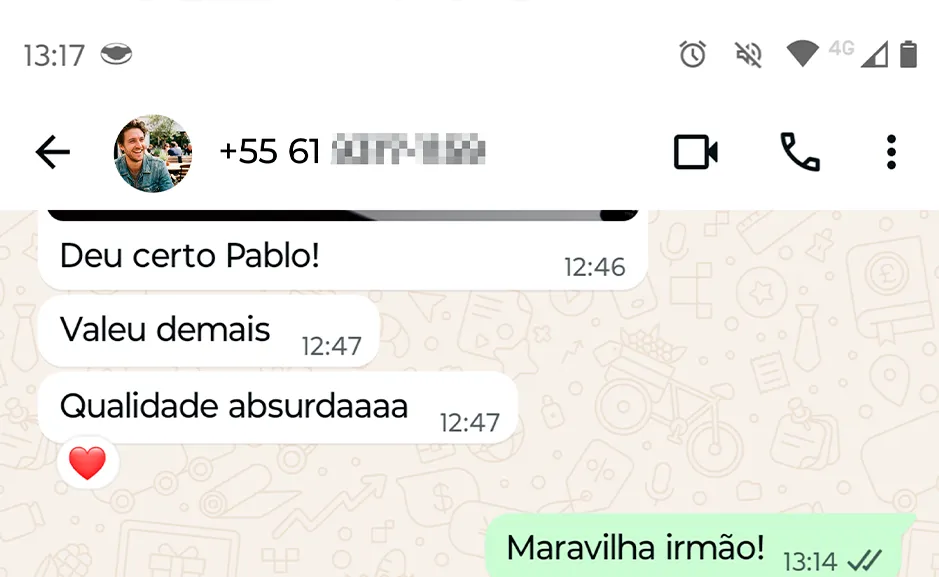 13:17
4G
+55 61
Deu certo Pablo!
12:46
Valeu demais
12:47
Qualidade absurdaaaa
12:47
Maravilha irmão!
13:14